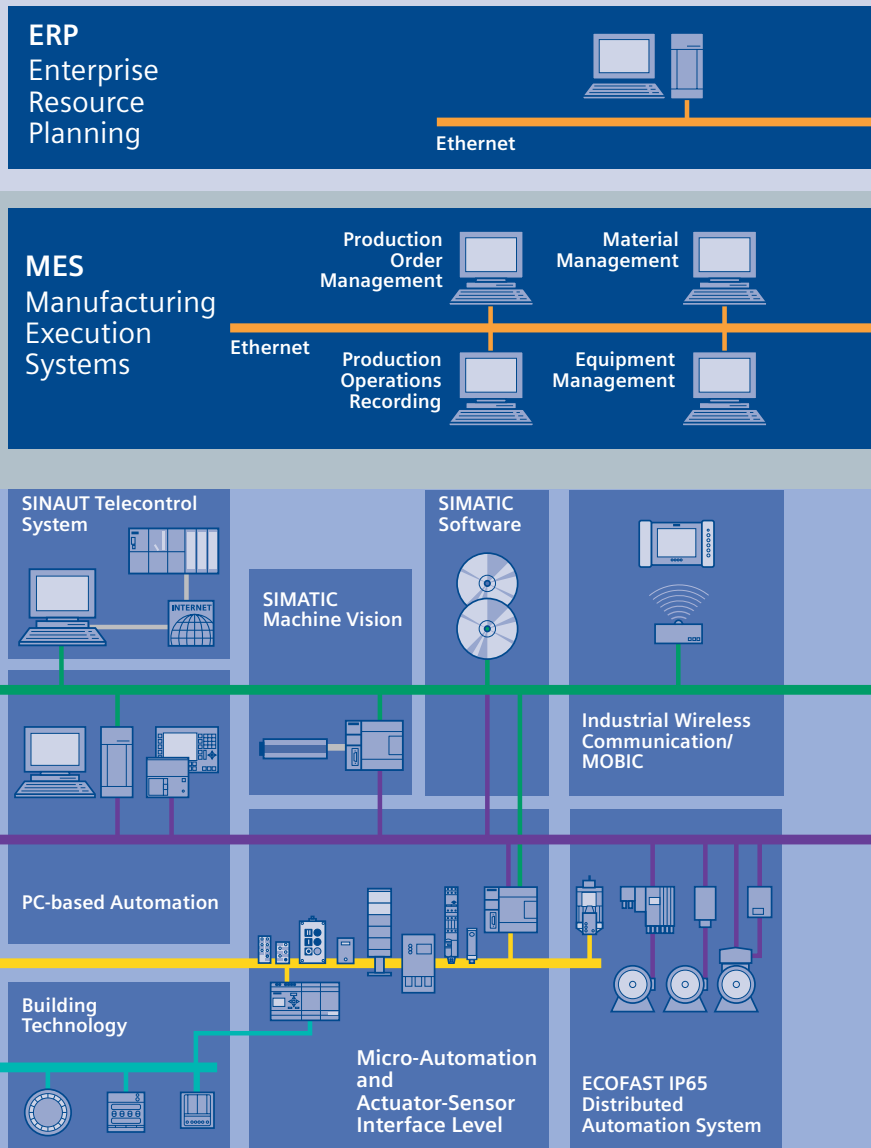 ERP
Enterprise
Resource
Planning
Ethernet
MES
Manufacturing
Execution
Systems
Production
Order
Management
Material
Management
Ethernet
Production
Operations
Recording
Equipment
Management
SINAUT Telecontrol
System
INTERNET
SIMATIC
Machine Vision
SIMATIC
Software
Industrial Wireless
Communication/
MOBIC
PC-based Automation
Building
Technology
Micro-Automation
and
Actuator-Sensor
Interface Level
ECOFAST IP65
Distributed
Automation System